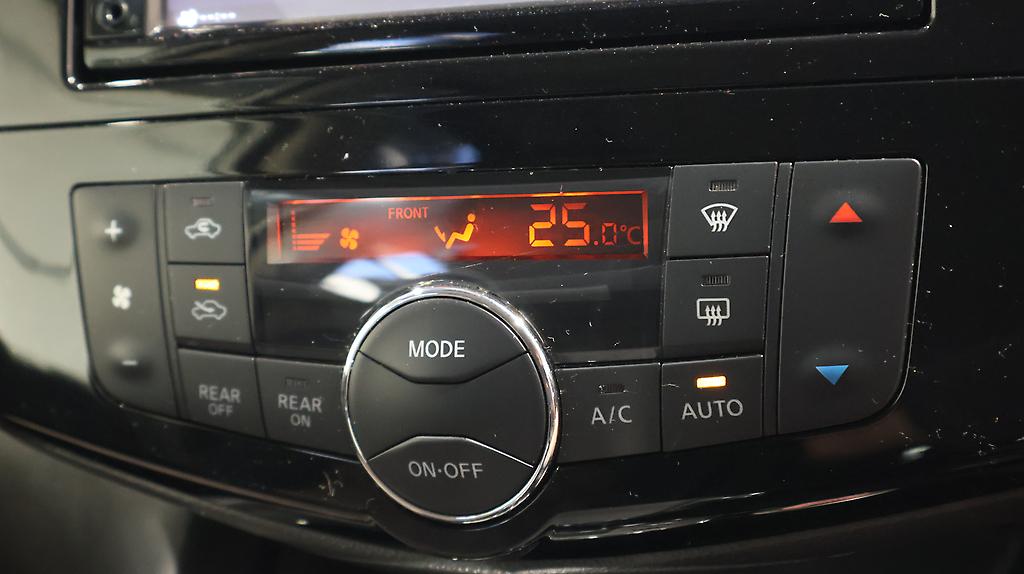 FRONT
25.0°C
MODE
REAR
OFF
REAR
ON
A/C
AUTO
ON·OFF